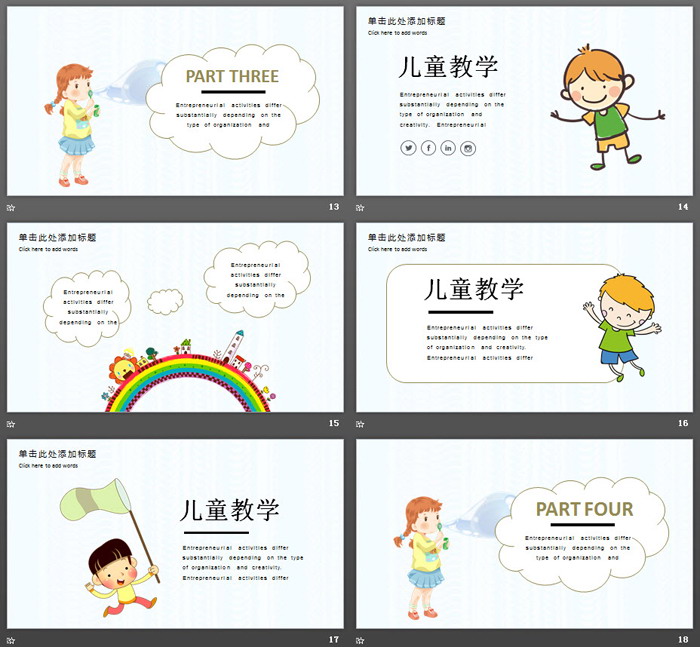 PART THREE
Entrepreneurial activities differ
substantially depending on the
type of organization and
13
单击此处添加标题
Click here to add words
儿童教学
Entrepreneurial activities differ
substantially depending on the
type of organization and
creativity. Entrepreneurial
14
单击此处添加标题
Click here to add words
Entrepreneurial
activities differ
substantially
depending on the
Entrepreneurial
activities differ
substantially
depending on the
15
单击此处添加标题
Click here to add words
儿童教学
Entrepreneurial activities differ
substantially depending on the type
of organization and creativity.
Entrepreneurial activities differ
16
单击此处添加标题
Click here to add words
儿童教学
Entrepreneurial activities differ
substantially depending on the type
of organization and creativity.
Entrepreneurial activities differ
17
PART FOUR
Entrepreneurial activities differ
substantially depending on the
type of organization and
18